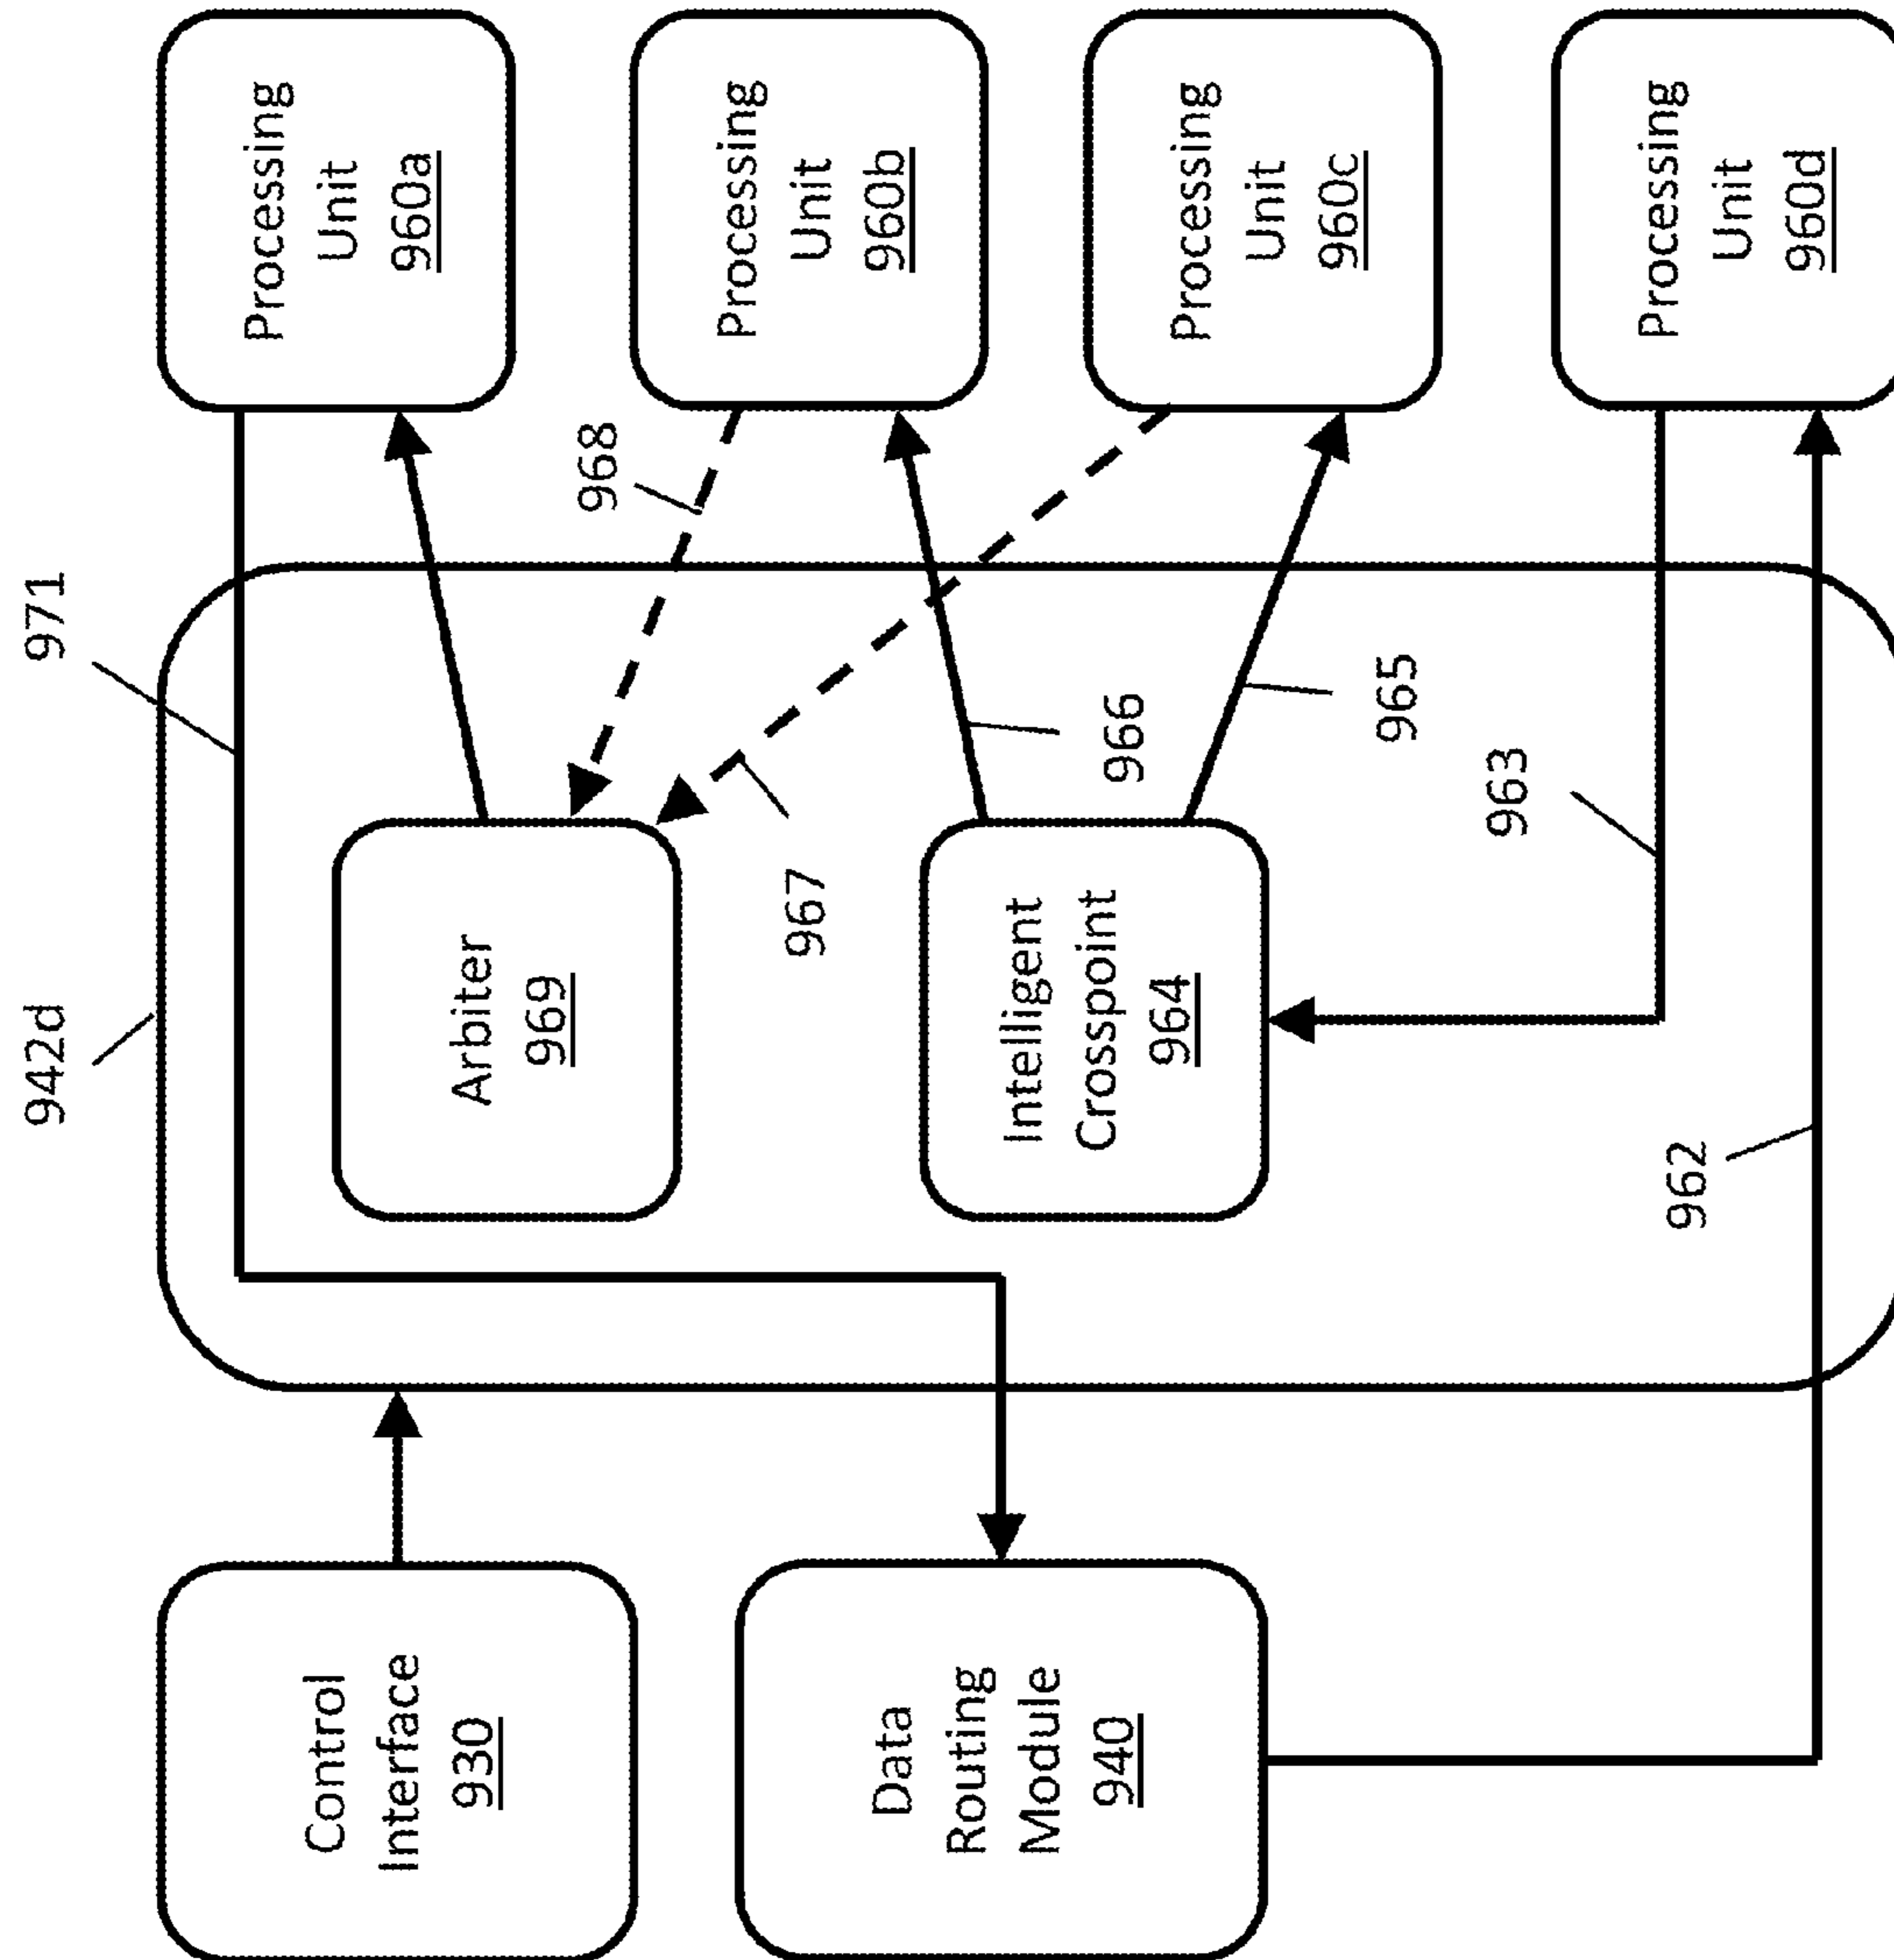 942d
971
Control
Interface
930
Data
Routing
Module
940
Arbiter
969
Intelligent
Crosspoint
964
968
967
966
965
963
962
Processing
Unit
960a
Processing
Unit
960b
Processing
Unit
960c
Processing
Unit
960d